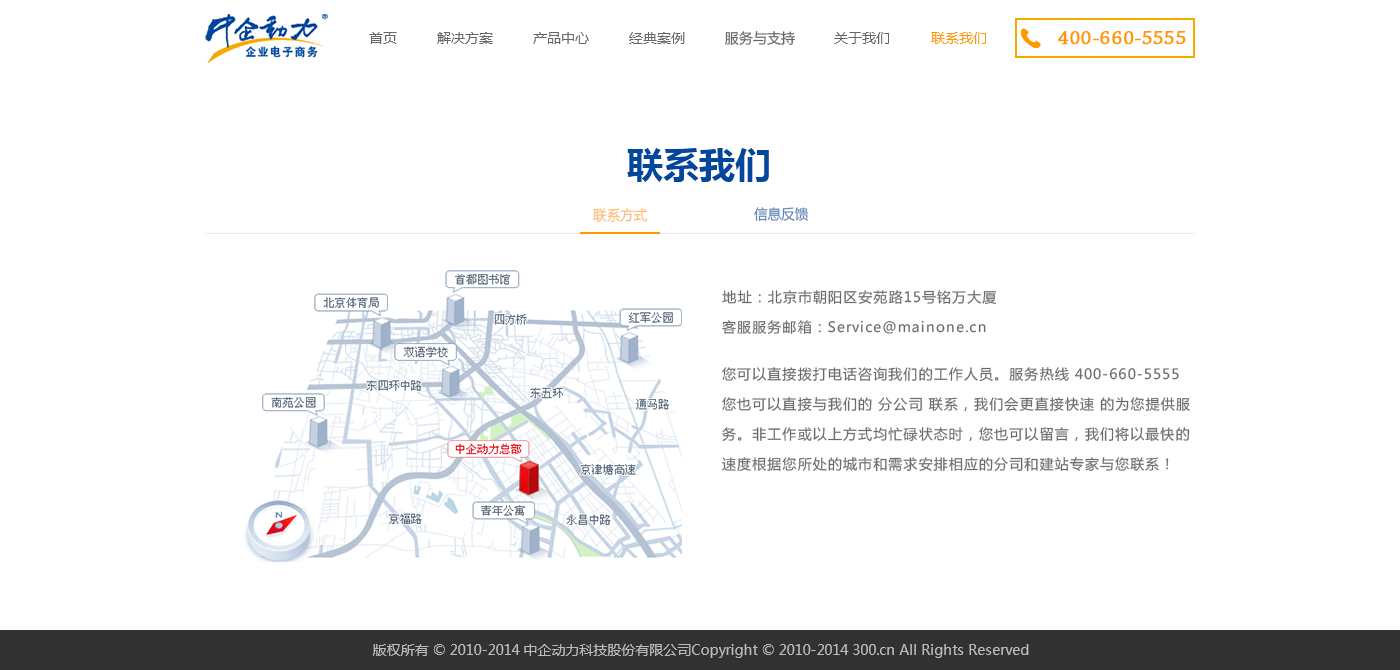 中企动力®
企业电子商务
首页 解决方案 产品中心 经典案例 服务与支持 关于我们 联系我们 400-660-5555
联系我们
联系方式 信息反馈
首都图书馆
北京体育局
红军公园
四方桥
双语学校
东四环中路
东五环
南苑公园
通马路
中企动力总部
京津塘高速
青年公寓
京福路
永昌中路
N
地址：北京市朝阳区安苑路15号铭万大厦
客服服务邮箱：Service@mainone.cn
您可以直接拨打电话咨询我们的工作人员。服务热线 400-660-5555
您也可以直接与我们的 分公司 联系，我们会更直接快速 的为您提供服
务。非工作或以上方式均忙碌状态时，您也可以留言，我们将以最快的
速度根据您所处的城市和需求安排相应的分司和建站专家与您联系！
版权所有 © 2010-2014 中企动力科技股份有限公司Copyright © 2010-2014 300.cn All Rights Reserved